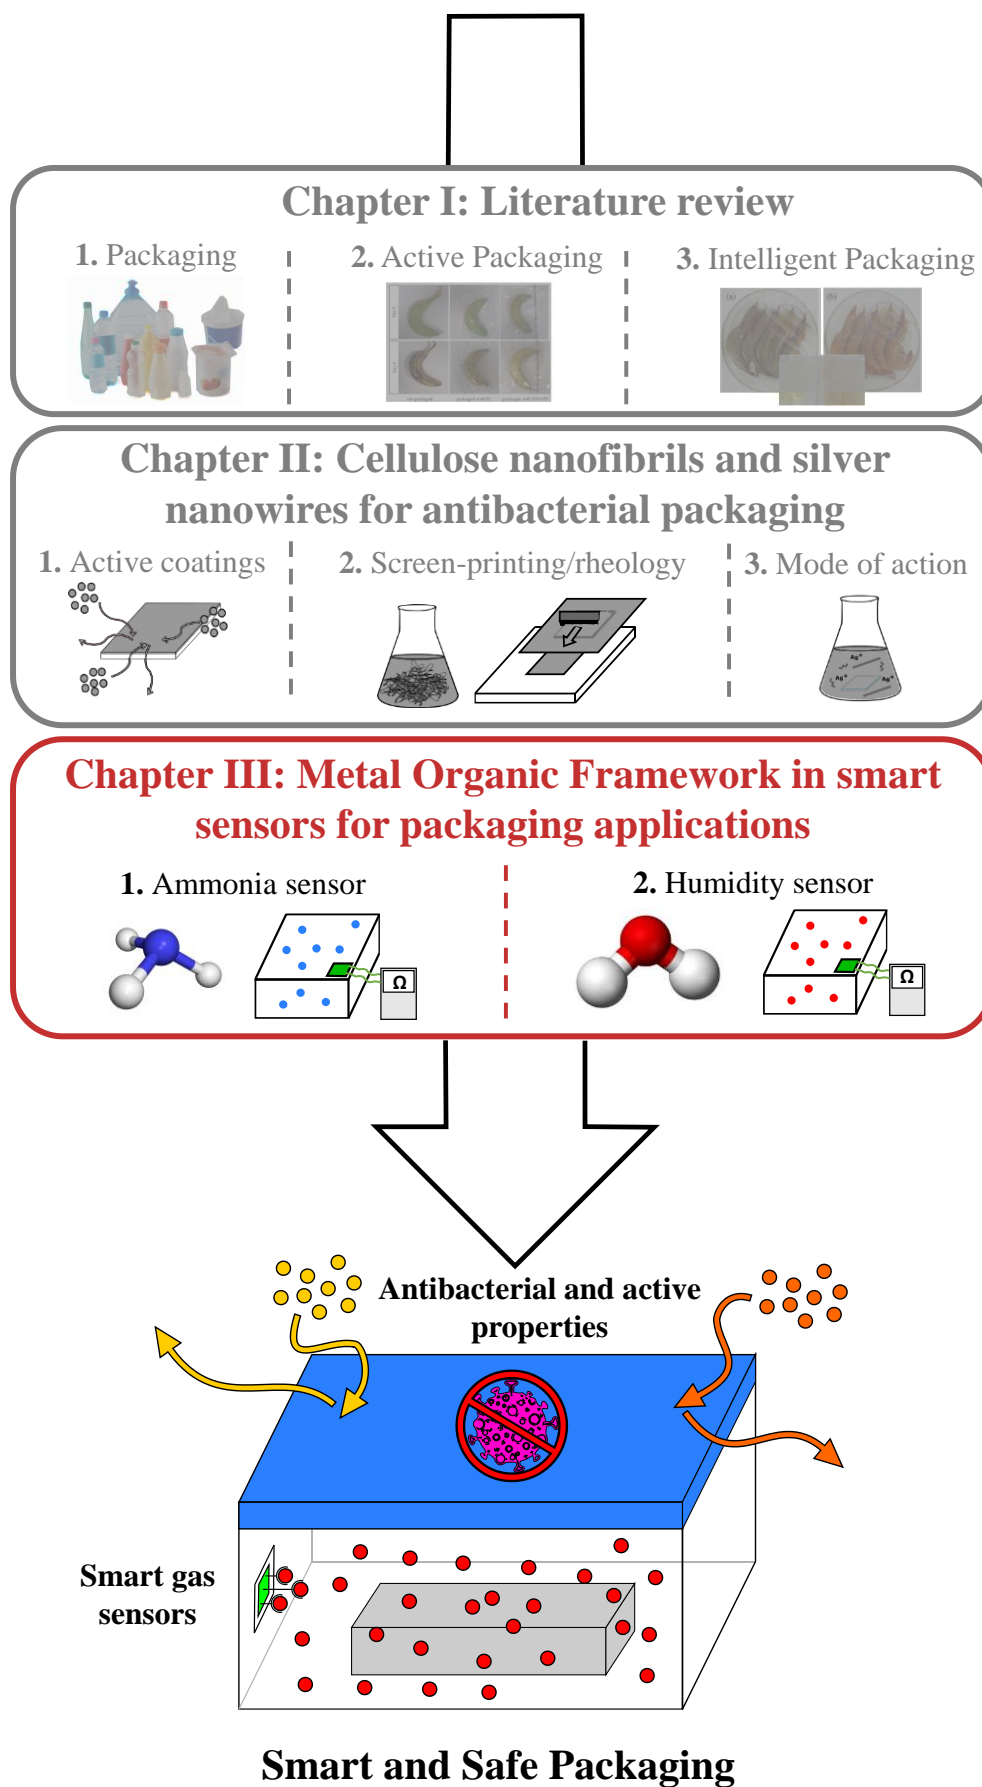 Chapter I: Literature review
1. Packaging
2. Active Packaging
3. Intelligent Packaging
(a)
(b)
Chapter II: Cellulose nanofibrils and silver
nanowires for antibacterial packaging
1. Active coatings
2. Screen-printing/rheology
3. Mode of action
Ag+
Ag+
Ag+
Chapter III: Metal Organic Framework in smart
sensors for packaging applications
1. Ammonia sensor
2. Humidity sensor
Ω
Ω
Antibacterial and active
properties
Smart gas
sensors
Smart and Safe Packaging